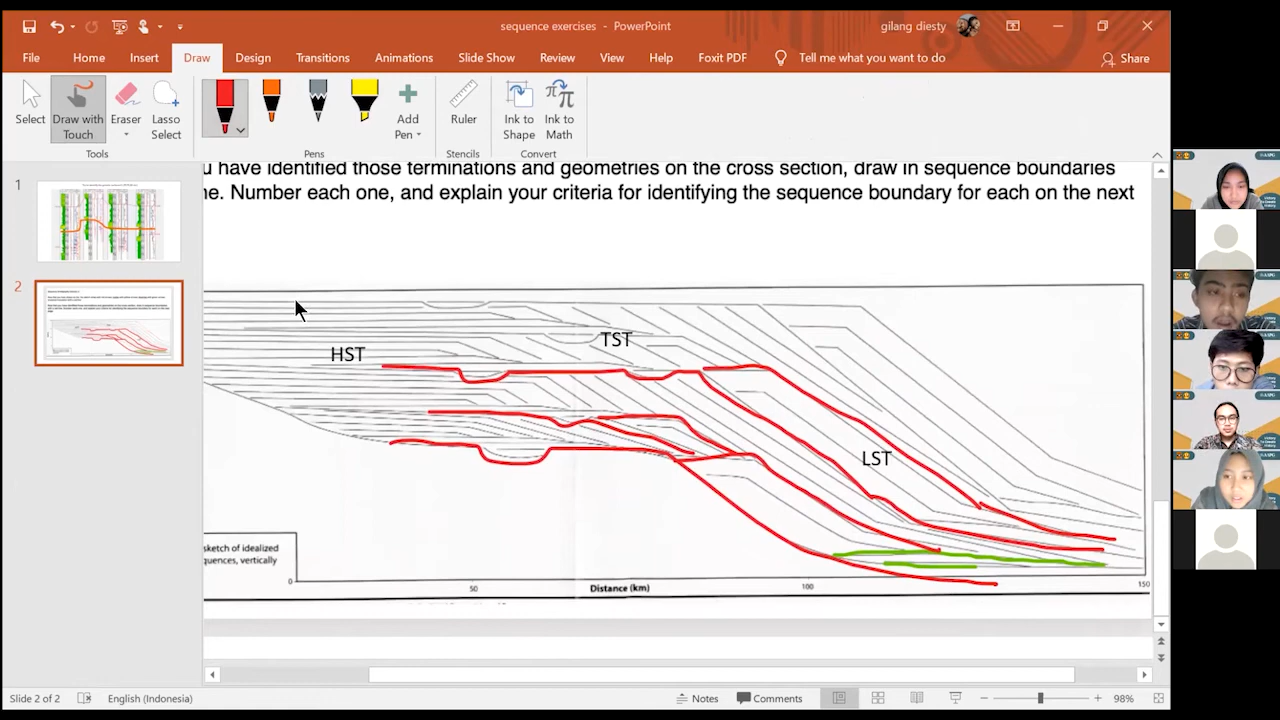 sequence exercises - PowerPoint
gilang diesty
File Home Insert Draw Design Transitions Animations Slide Show Review View Help Foxit PDF Tell me what you want to do Share
Select Draw with Touch Eraser Lasso Select Add Pen Ruler Ink to Shape Ink to Math
Tools Pens Stencils Convert
u have identified those terminations and geometries on the cross section, draw in sequence boundaries
ne. Number each one, and explain your criteria for identifying the sequence boundary for each on the next
1
2
TST
HST
LST
sketch of idealized
quences, vertically
0 50 Distance (km) 100 150
Slide 2 of 2 English (Indonesia) Notes Comments 98%